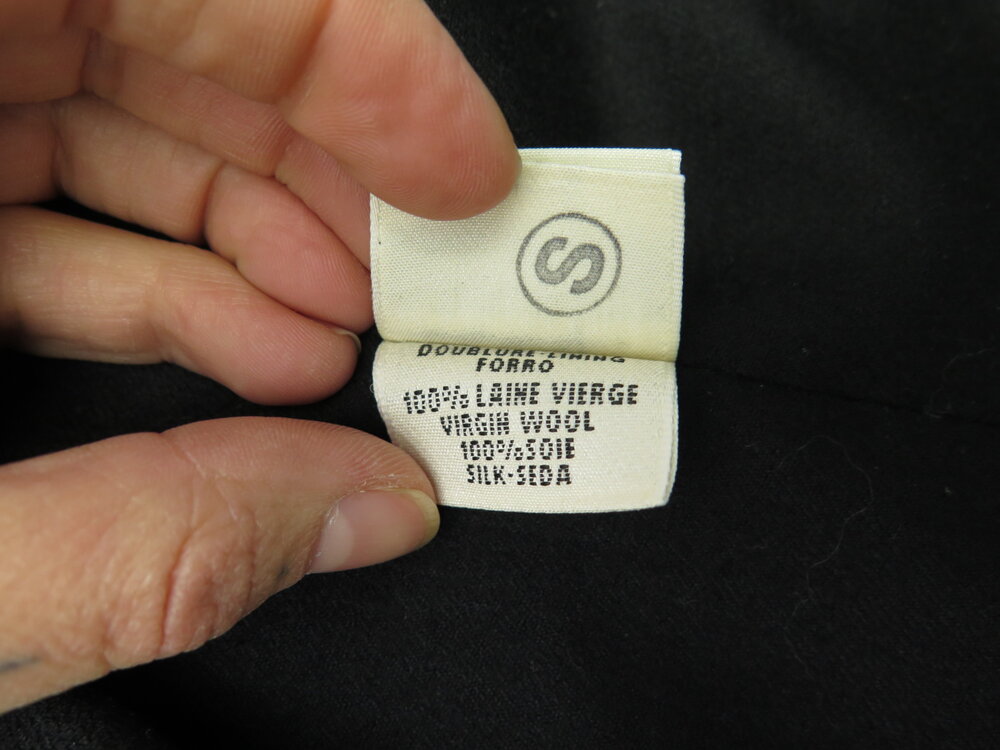 S
DOUBLURE-LINING
FORRO
100% LAINE VIERGE
VIRGIN WOOL
100% SOIE
SILK-SEDA